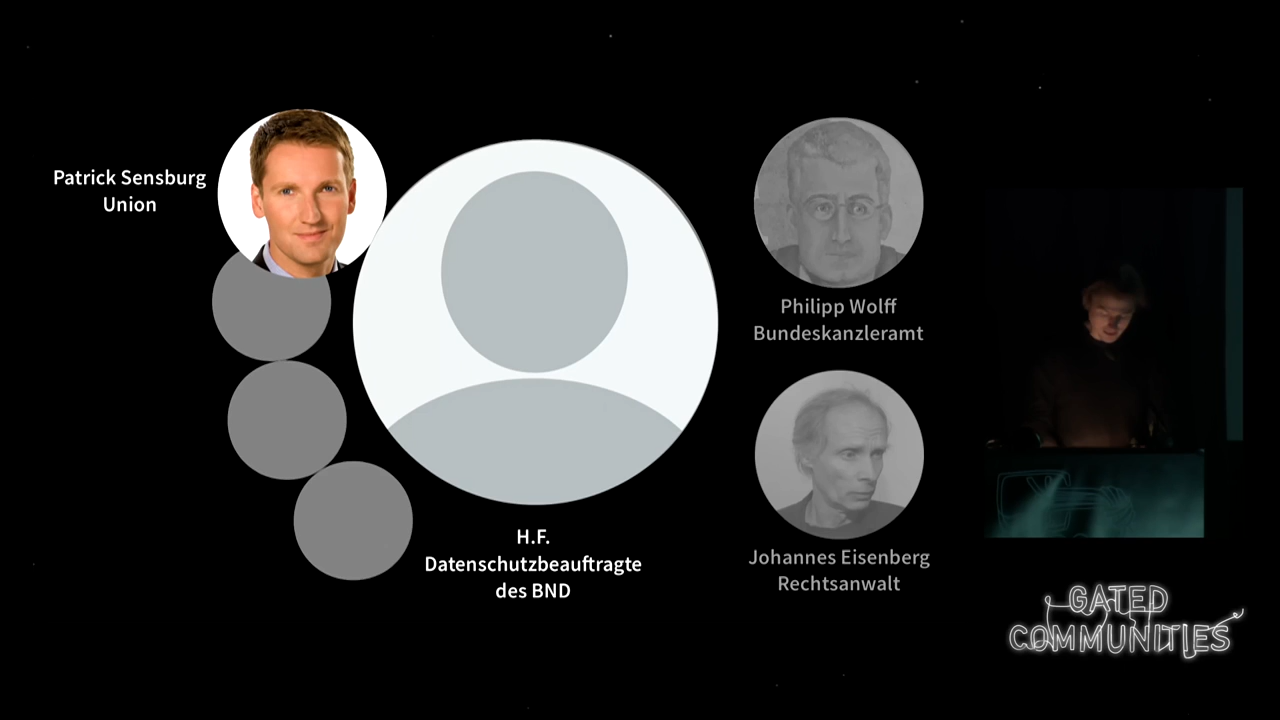 Patrick Sensburg
Union
Philipp Wolff
Bundeskanzleramt
H.F.
Datenschutzbeauftragte
des BND
Johannes Eisenberg
Rechtsanwalt
GATED
COMMUNITIES